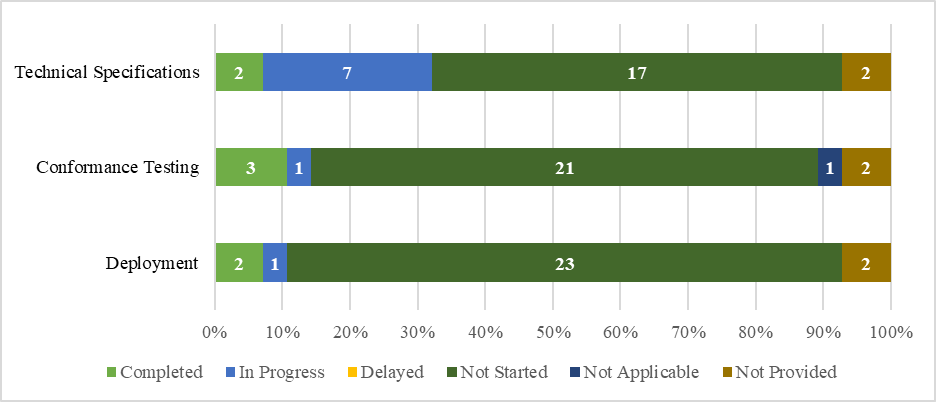 Technical Specifications 2 7 17 2
Conformance Testing 3 1 21 1 2
Deployment 2 1 23 2
0% 10% 20% 30% 40% 50% 60% 70% 80% 90% 100%
Completed In Progress Delayed Not Started Not Applicable Not Provided